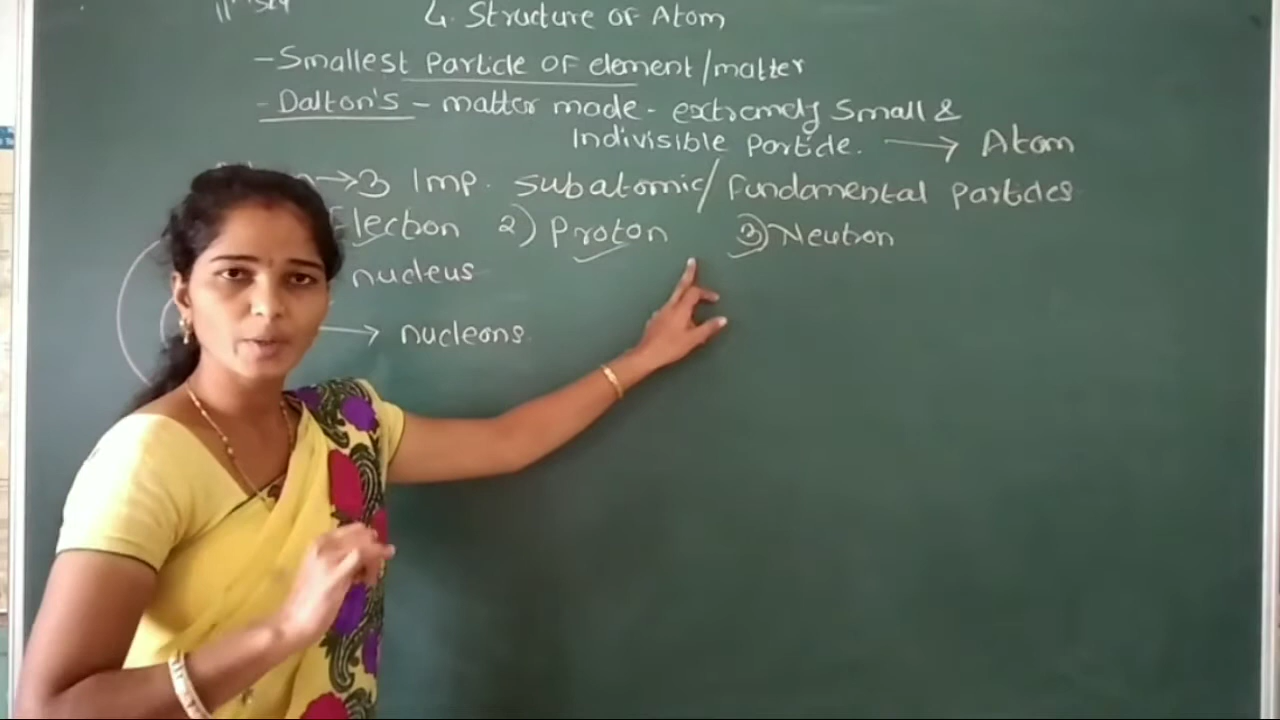 4. Structure of Atom
- Smallest Particle of element/matter
- Dalton's - matter made - extremely Small &
Indivisible Particle. → Atom
→ 3 Imp. subatomic/fundamental Particles
Electron 2) Proton 3) Neutron
nucleus
→ nucleons